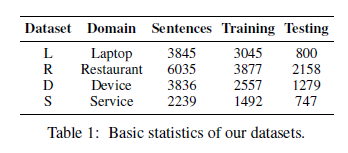 Dataset Domain Sentences Training Testing
L Laptop 3845 3045 800
R Restaurant 6035 3877 2158
D Device 3836 2557 1279
S Service 2239 1492 747
Table 1: Basic statistics of our datasets.